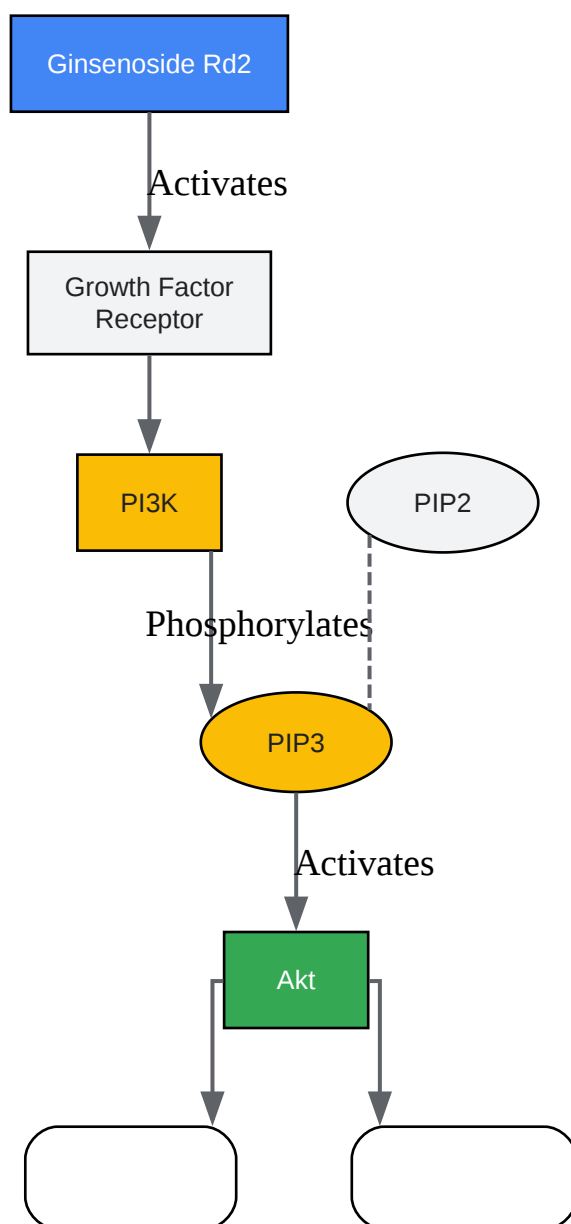 Ginsenoside Rd2
Activates
Growth Factor
Receptor
PI3K
PIP2
Phosphorylates
PIP3
Activates
Akt